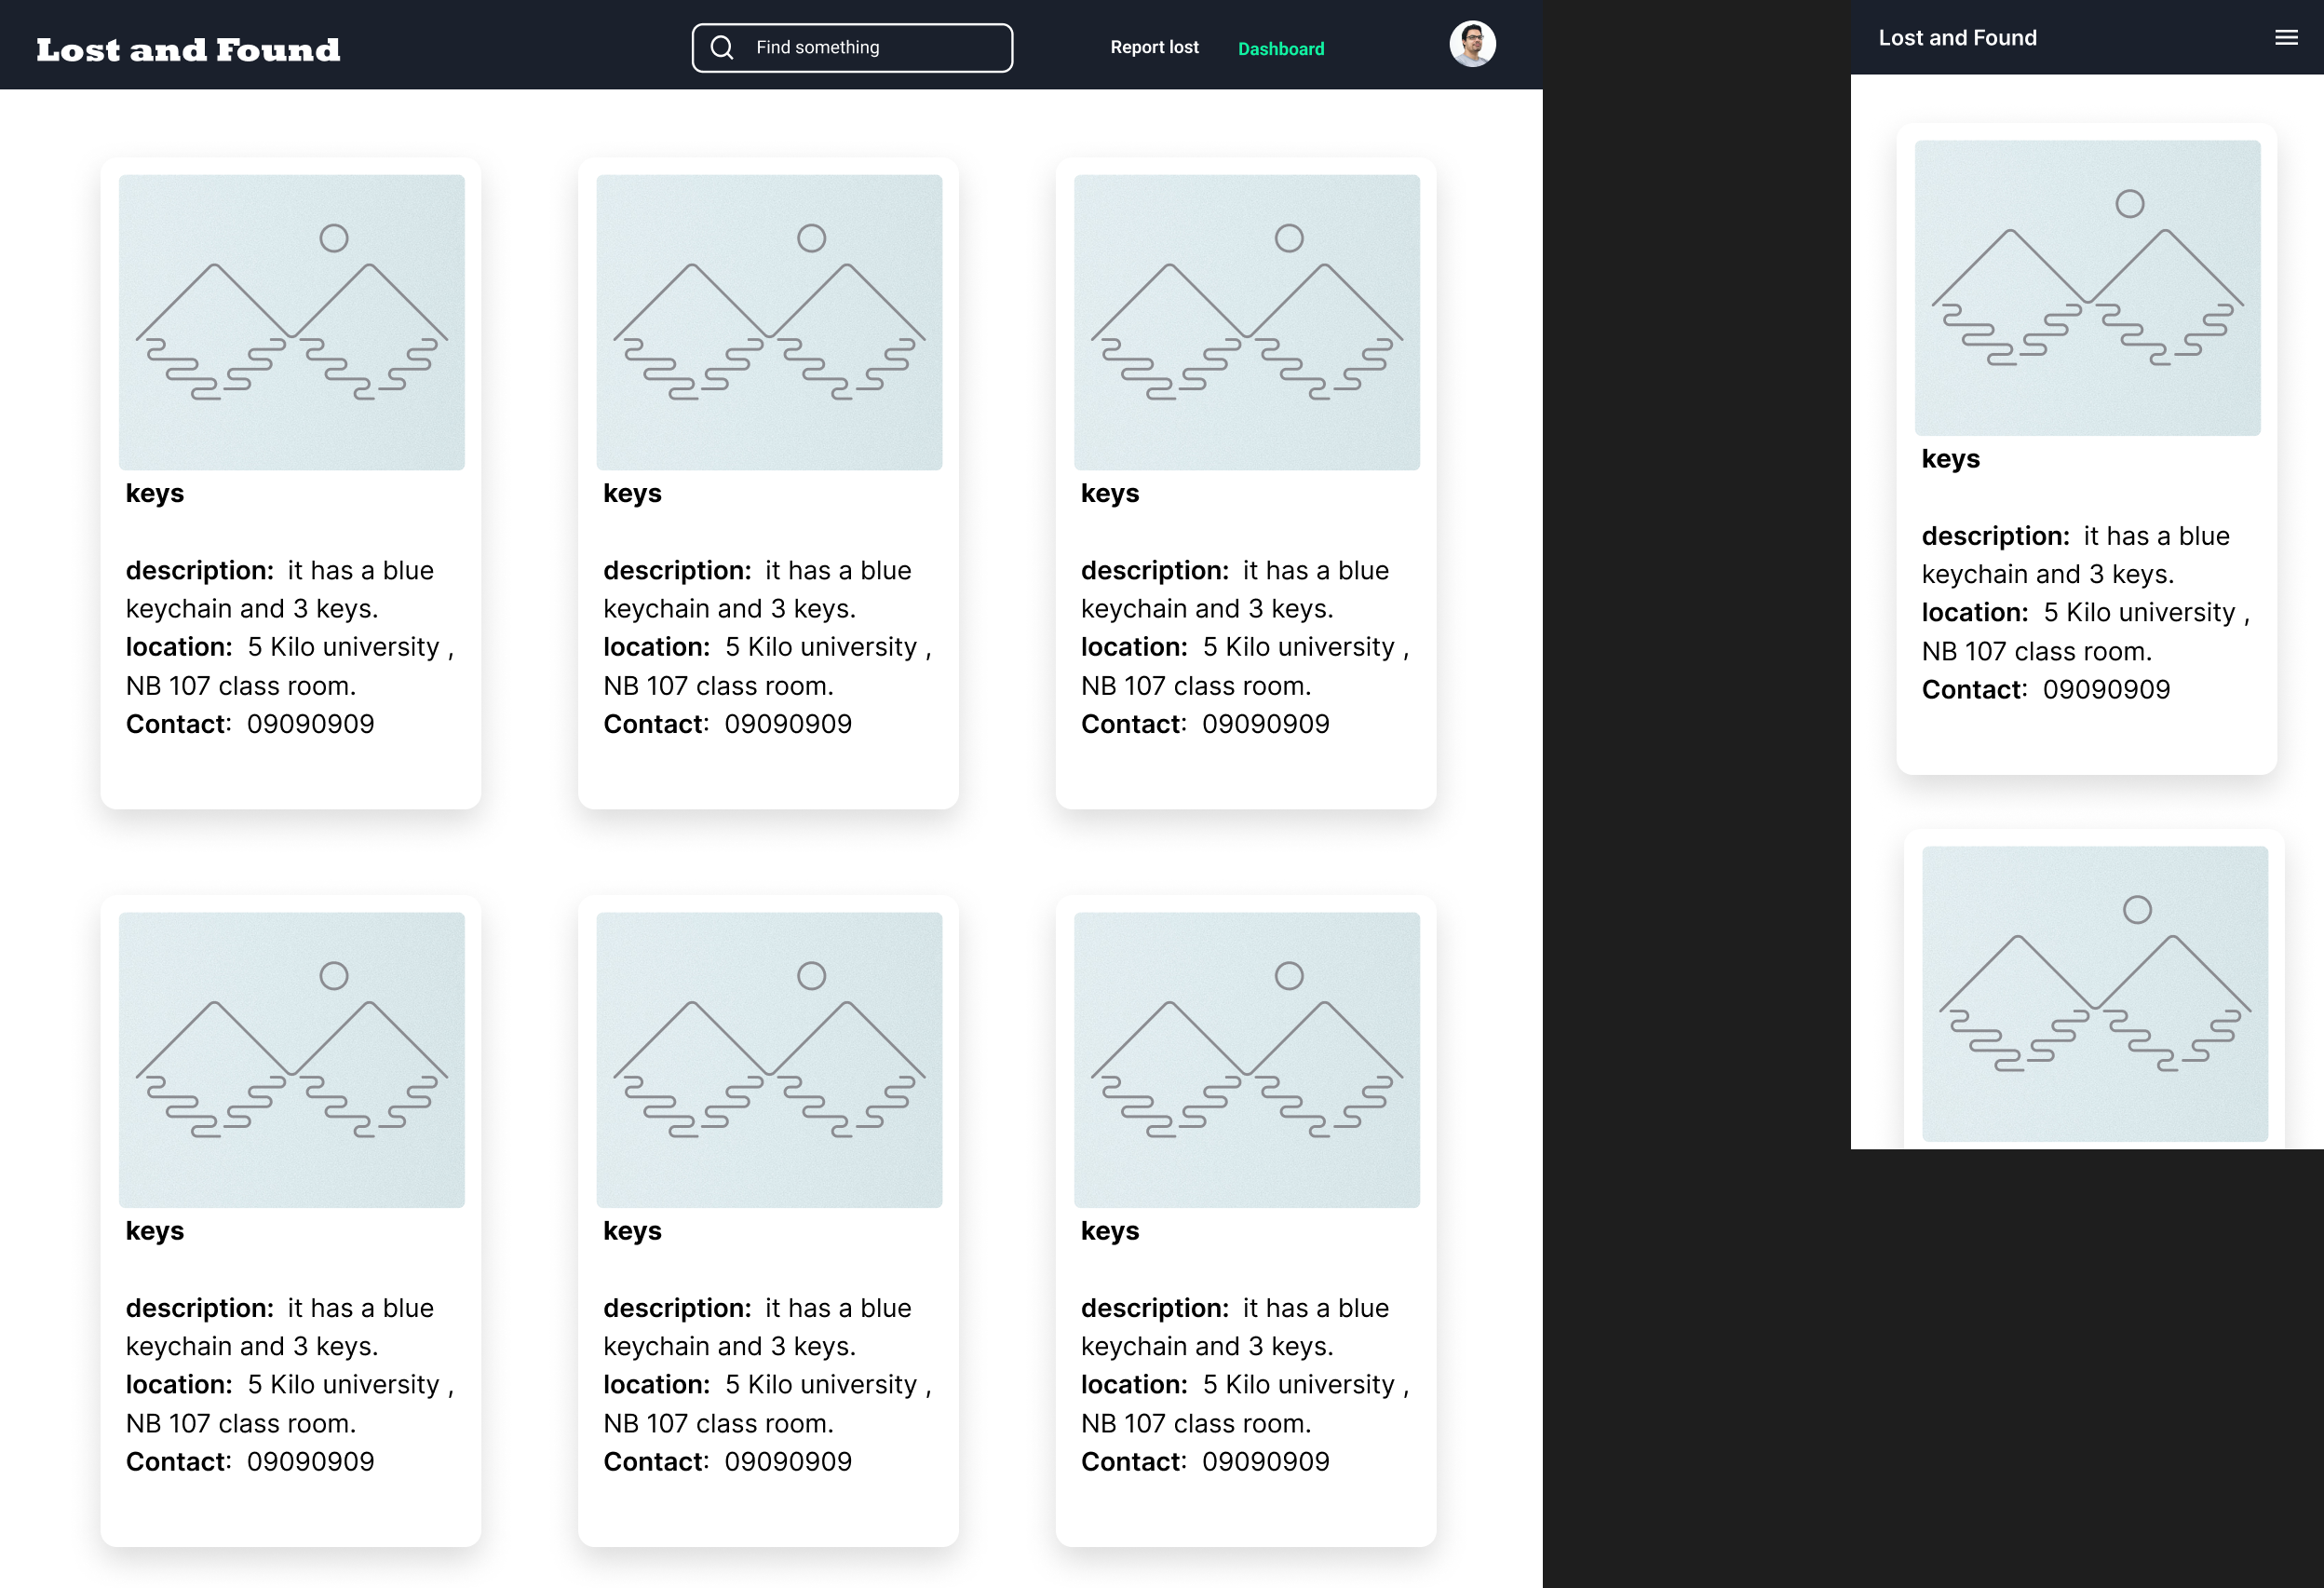 Lost and Found
Find something
Report lost
Dashboard
keys
description: it has a blue
keychain and 3 keys.
location: 5 Kilo university ,
NB 107 class room.
Contact: 09090909
keys
description: it has a blue
keychain and 3 keys.
location: 5 Kilo university ,
NB 107 class room.
Contact: 09090909
keys
description: it has a blue
keychain and 3 keys.
location: 5 Kilo university ,
NB 107 class room.
Contact: 09090909
keys
description: it has a blue
keychain and 3 keys.
location: 5 Kilo university ,
NB 107 class room.
Contact: 09090909
keys
description: it has a blue
keychain and 3 keys.
location: 5 Kilo university ,
NB 107 class room.
Contact: 09090909
keys
description: it has a blue
keychain and 3 keys.
location: 5 Kilo university ,
NB 107 class room.
Contact: 09090909
Lost and Found
keys
description: it has a blue
keychain and 3 keys.
location: 5 Kilo university ,
NB 107 class room.
Contact: 09090909